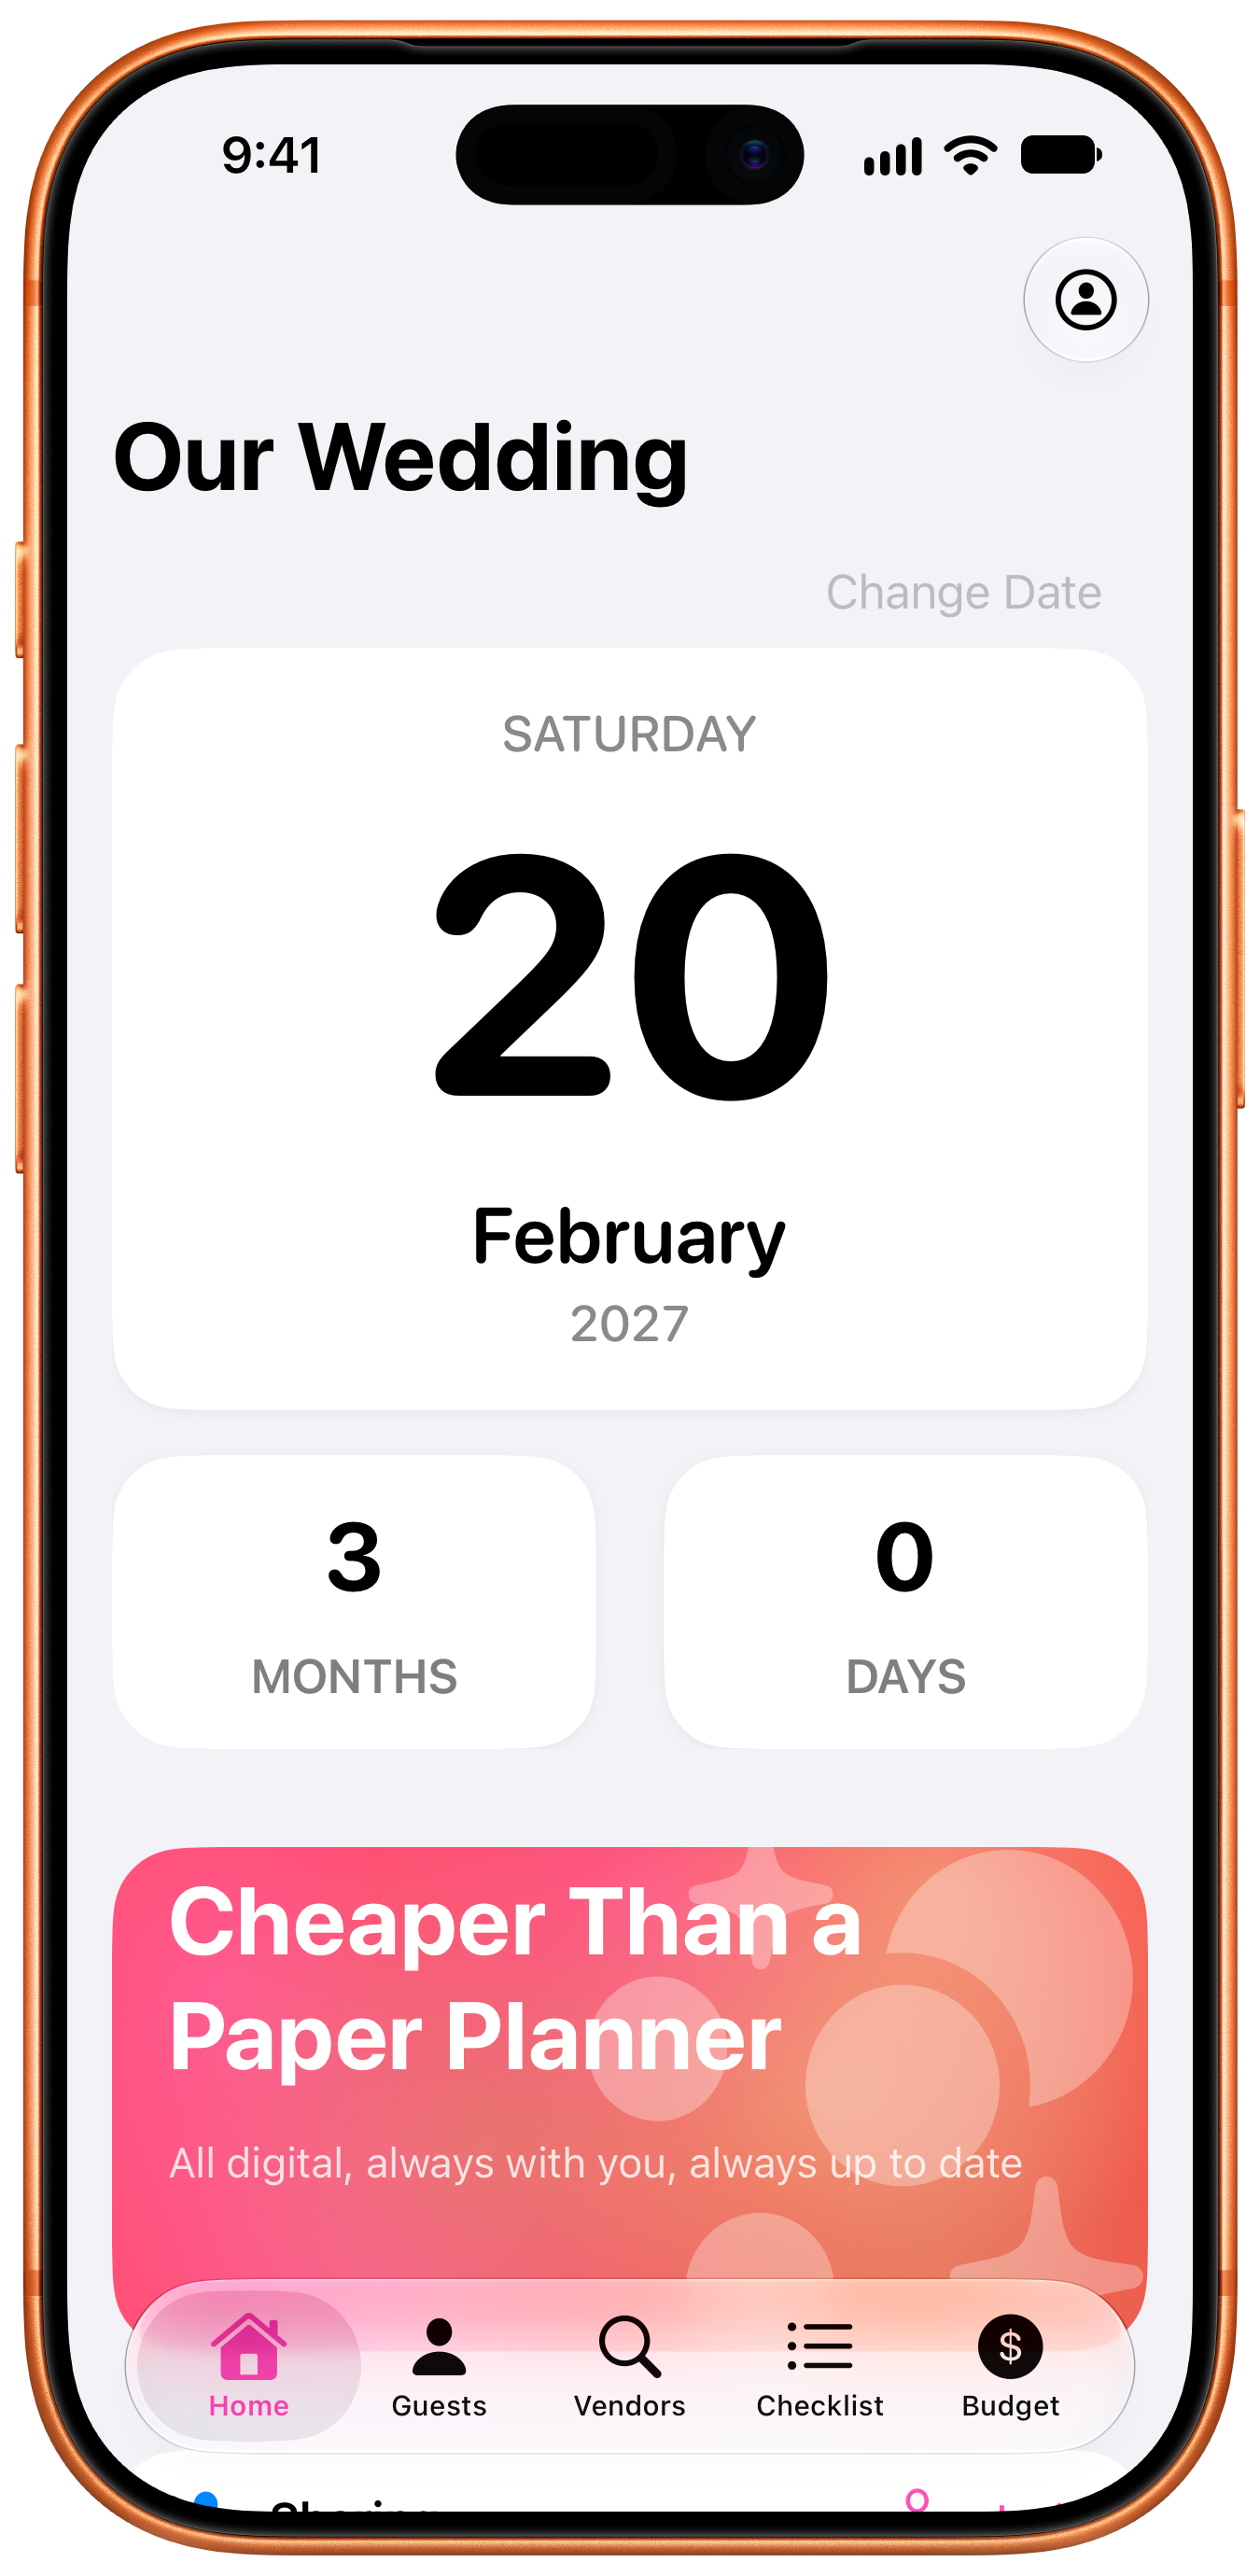 9:41
Our Wedding
Change Date
SATURDAY
20
February
2027
3
MONTHS
0
DAYS
Cheaper Than a
Paper Planner
All digital, always with you, always up to date
$
Home
Guests
Vendors
Checklist
Budget